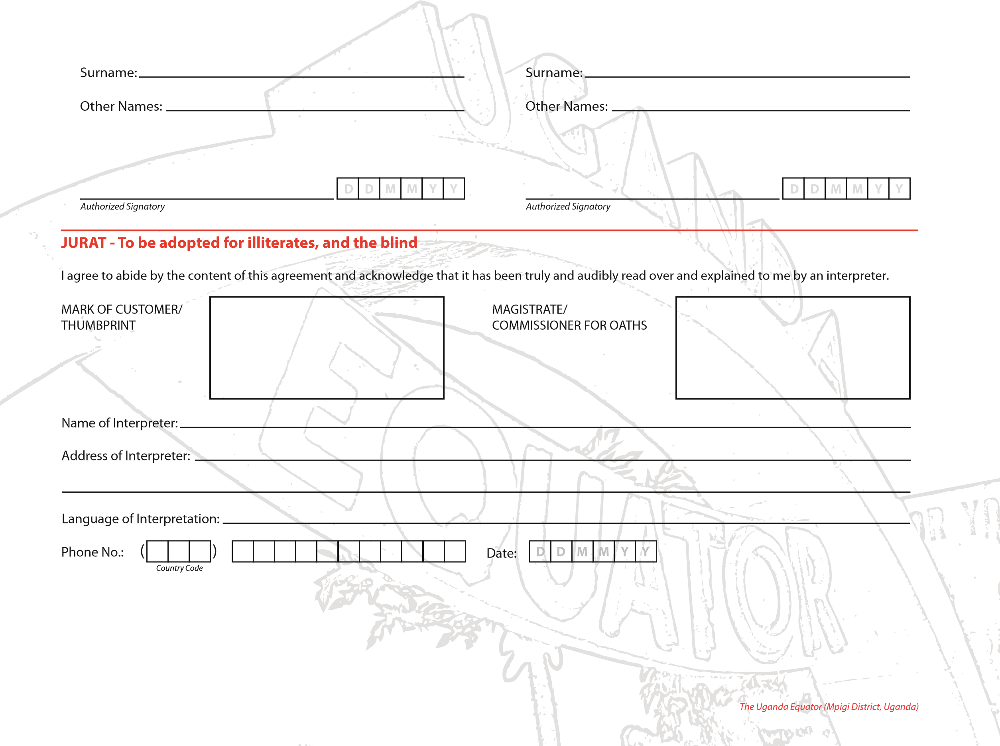 Surname: Surname:
Other Names: Other Names:
D D M M Y Y D D M M Y Y
Authorized Signatory Authorized Signatory
JURAT - To be adopted for illiterates, and the blind
I agree to abide by the content of this agreement and acknowledge that it has been truly and audibly read over and explained to me by an interpreter.
MARK OF CUSTOMER/
THUMBPRINT
MAGISTRATE/
COMMISSIONER FOR OATHS
Name of Interpreter:
Address of Interpreter:
Language of Interpretation:
Phone No.: ( ) Date: D D M M Y Y
Country Code
UGANDA
EQUATOR
The Uganda Equator (Mpigi District, Uganda)